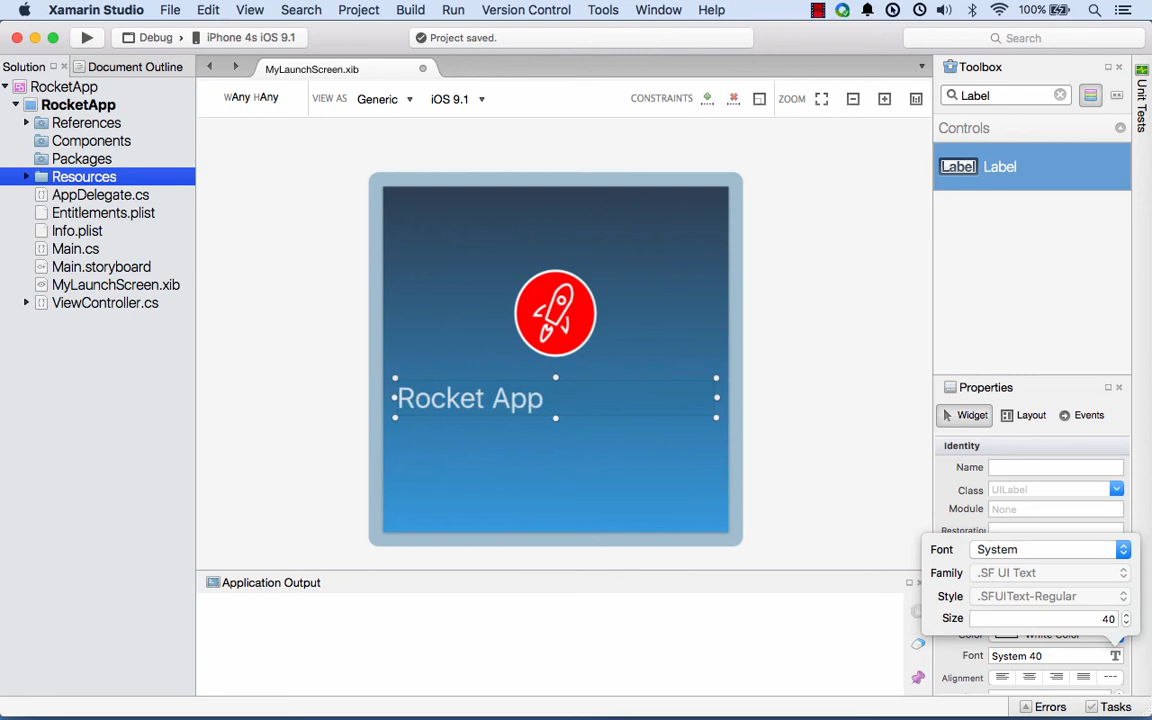 Xamarin Studio File Edit View Search Project Build Run Version Control Tools Window Help 100%
Debug iPhone 4s iOS 9.1 Project saved. Search
Solution Document Outline MyLaunchScreen.xib Toolbox
RocketApp
RocketApp
References
Components
Packages
Resources
AppDelegate.cs
Entitlements.plist
Info.plist
Main.cs
Main.storyboard
MyLaunchScreen.xib
ViewController.cs
wAny hAny VIEW AS Generic iOS 9.1 CONSTRAINTS ZOOM
Rocket App
Application Output
Label
Controls
Label Label
Unit Tests
Properties
Widget Layout Events
Identity
Name
Class UILabel
Module None
Restoration
Font System
Family .SF UI Text
Style .SFUIText-Regular
Size 40
Color White Color
Font System 40
Alignment
Errors Tasks